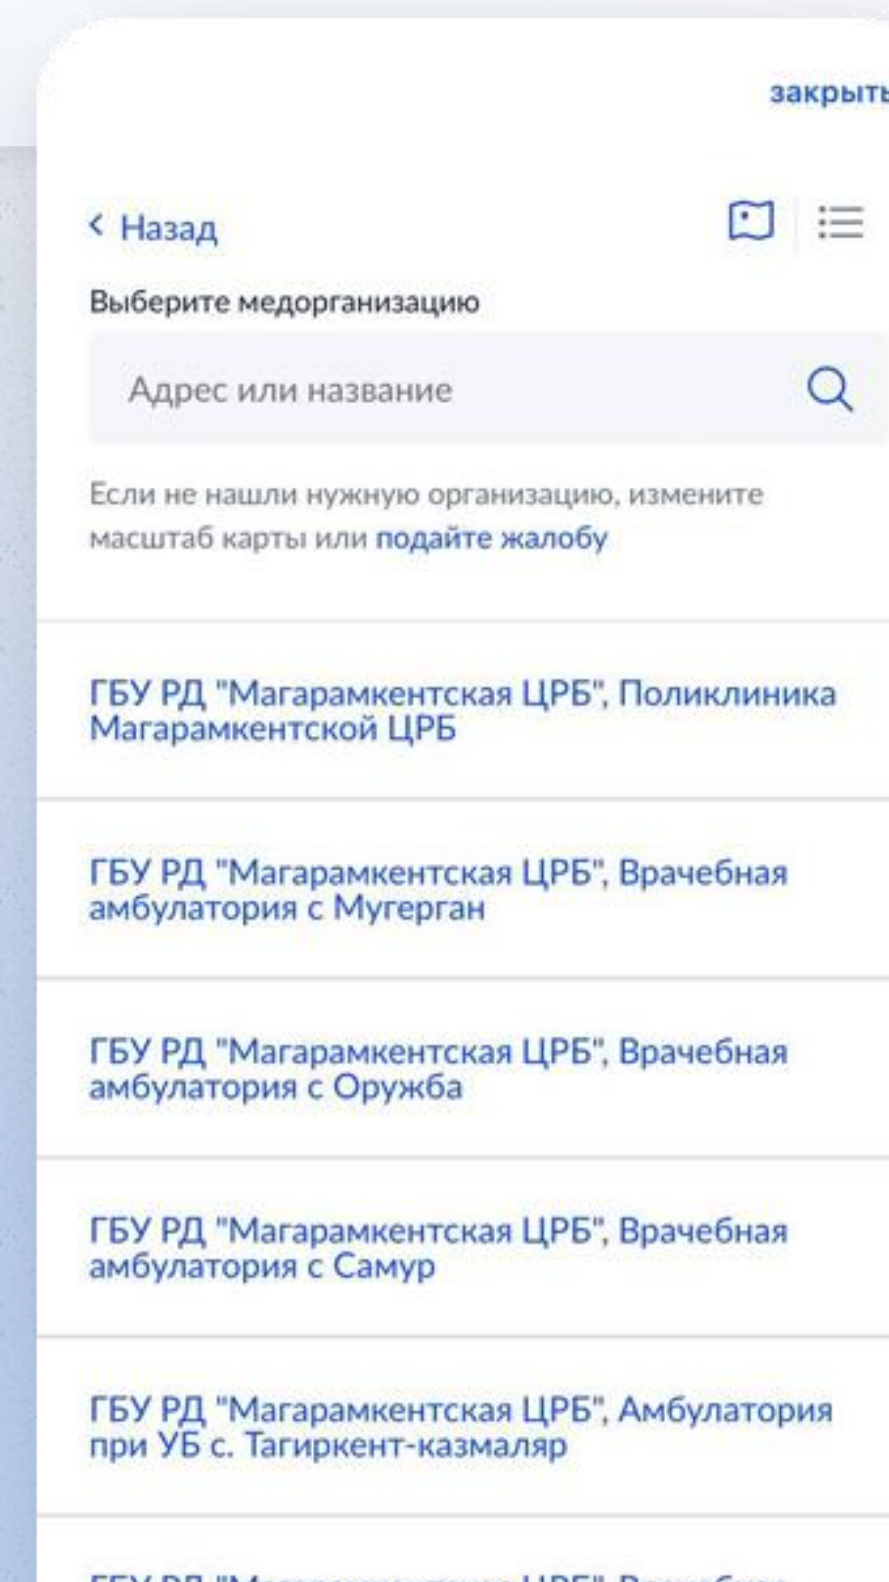 закрыть
Назад
Выберите медорганизацию
Адрес или название
Если не нашли нужную организацию, измените
масштаб карты или подайте жалобу
ГБУ РД "Магарамкентская ЦРБ", Поликлиника
Магарамкентской ЦРБ
ГБУ РД "Магарамкентская ЦРБ", Врачебная
амбулатория с Мугерган
ГБУ РД "Магарамкентская ЦРБ", Врачебная
амбулатория с Оружба
ГБУ РД "Магарамкентская ЦРБ", Врачебная
амбулатория с Самур
ГБУ РД "Магарамкентская ЦРБ", Амбулатория
при УБ с. Тагиркент-казмаляр